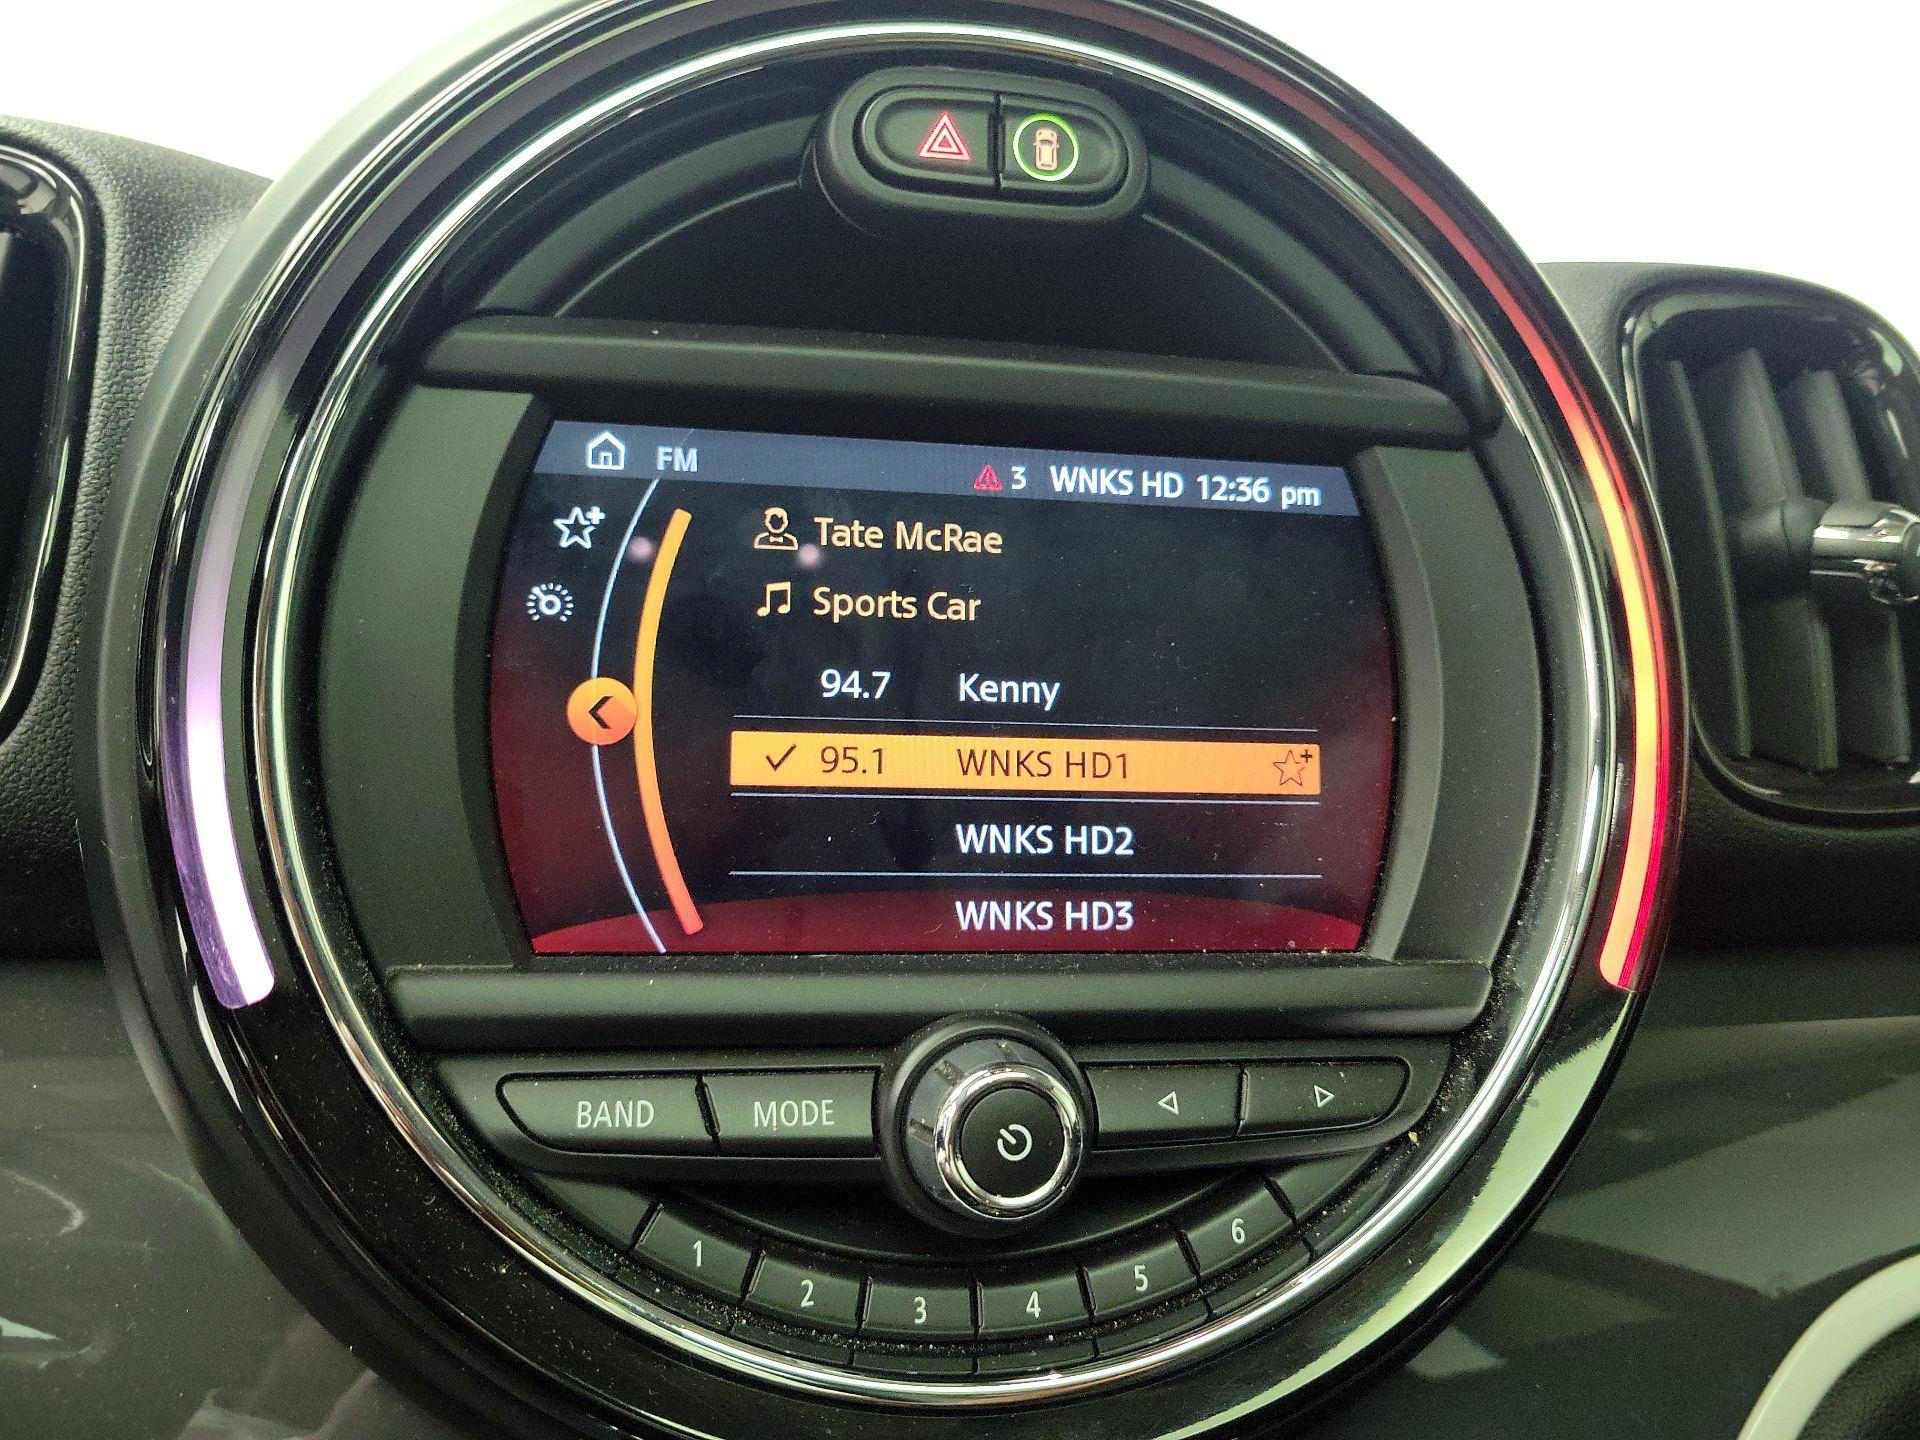 FM 3 WNKS HD 12:36 pm
Tate McRae
Sports Car
94.7 Kenny
95.1 WNKS HD1
WNKS HD2
WNKS HD3
BAND MODE
1 2 3 4 5 6